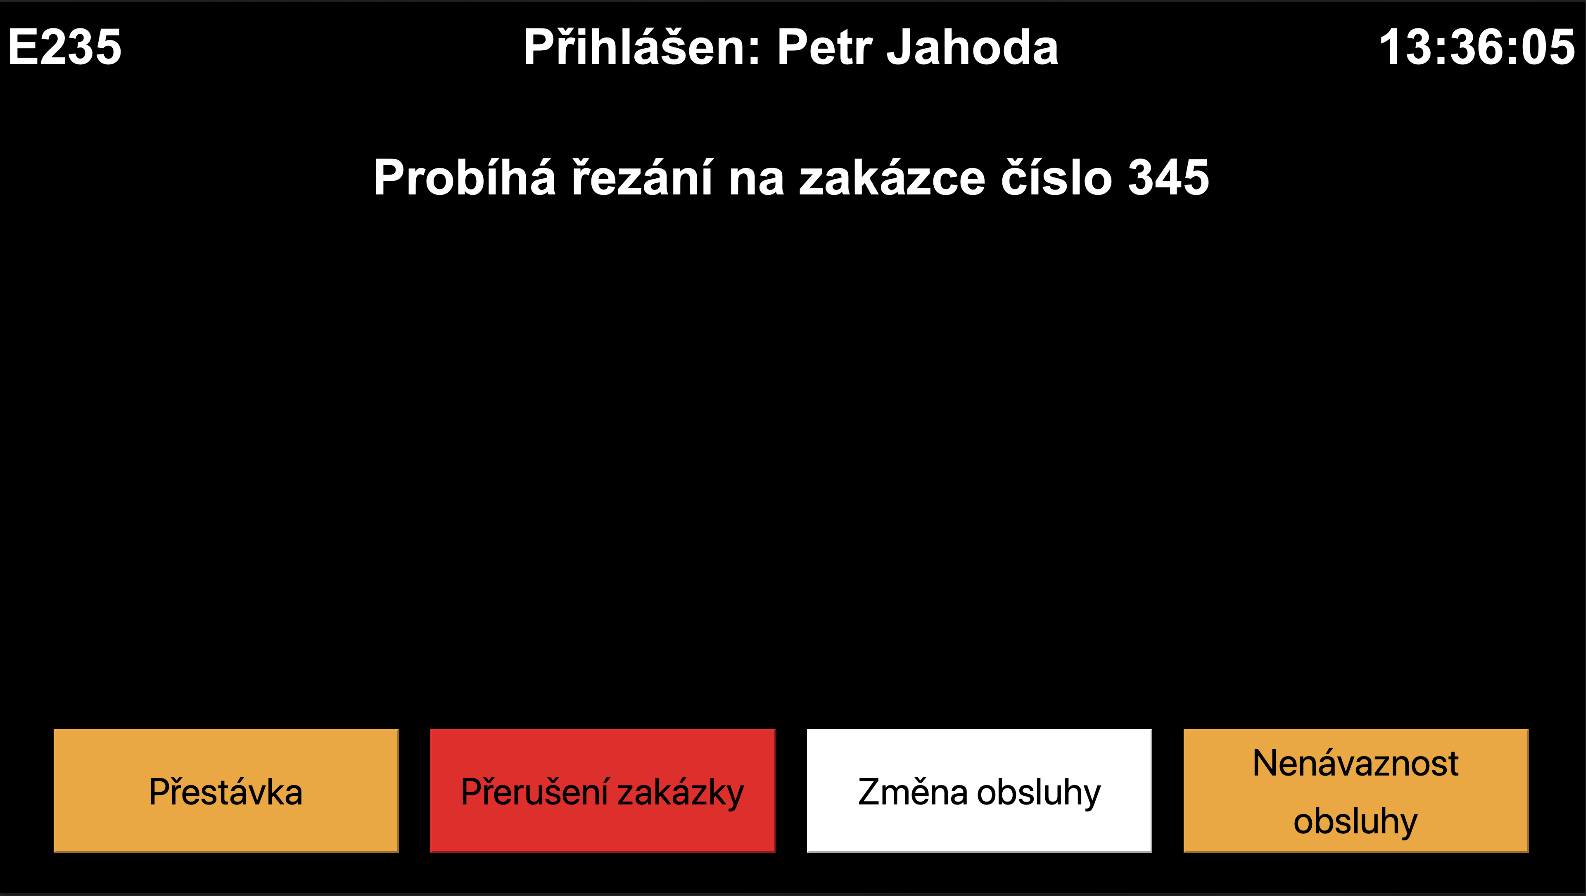 E235
Přihlášen: Petr Jahoda
13:36:05
Probíhá řezání na zakázce číslo 345
Přestávka
Přerušení zakázky
Změna obsluhy
Nenávaznost
obsluhy